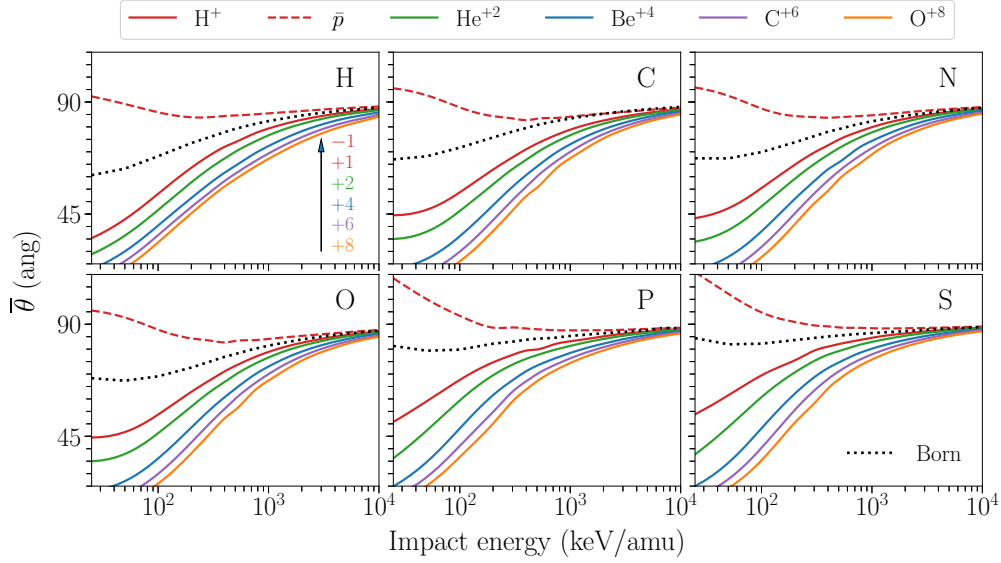 H+ p̄ He+2 Be+4 C+6 O+8
H C N
90
45
−1
+1
+2
+4
+6
+8
O P S
90
45
Born
θ̄ (ang)
10² 10³ 10⁴ 10² 10³ 10⁴ 10² 10³ 10⁴
Impact energy (keV/amu)